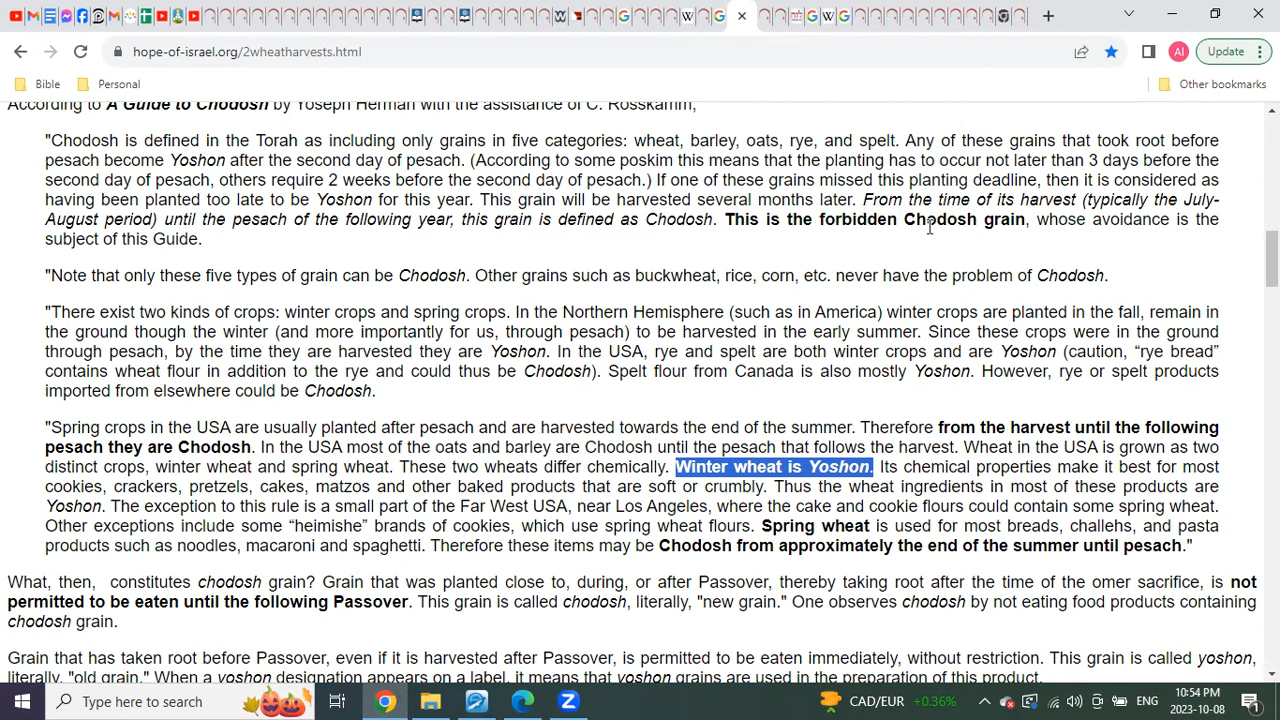 Update
hope-of-israel.org/2wheatharvests.html
Bible
Personal
Other bookmarks
According to A Guide to Chodosh by Yoseph Herman with the assistance of C. Rosskamm,
"Chodosh is defined in the Torah as including only grains in five categories: wheat, barley, oats, rye, and spelt. Any of these grains that took root before
pesach become Yoshon after the second day of pesach. (According to some poskim this means that the planting has to occur not later than 3 days before the
second day of pesach, others require 2 weeks before the second day of pesach.) If one of these grains missed this planting deadline, then it is considered as
having been planted too late to be Yoshon for this year. This grain will be harvested several months later. From the time of its harvest (typically the July-
August period) until the pesach of the following year, this grain is defined as Chodosh. This is the forbidden Chodosh grain, whose avoidance is the
subject of this Guide.
"Note that only these five types of grain can be Chodosh. Other grains such as buckwheat, rice, corn, etc. never have the problem of Chodosh.
"There exist two kinds of crops: winter crops and spring crops. In the Northern Hemisphere (such as in America) winter crops are planted in the fall, remain in
the ground though the winter (and more importantly for us, through pesach) to be harvested in the early summer. Since these crops were in the ground
through pesach, by the time they are harvested they are Yoshon. In the USA, rye and spelt are both winter crops and are Yoshon (caution, “rye bread”
contains wheat flour in addition to the rye and could thus be Chodosh). Spelt flour from Canada is also mostly Yoshon. However, rye or spelt products
imported from elsewhere could be Chodosh.
"Spring crops in the USA are usually planted after pesach and are harvested towards the end of the summer. Therefore from the harvest until the following
pesach they are Chodosh. In the USA most of the oats and barley are Chodosh until the pesach that follows the harvest. Wheat in the USA is grown as two
distinct crops, winter wheat and spring wheat. These two wheats differ chemically. Winter wheat is Yoshon. Its chemical properties make it best for most
cookies, crackers, pretzels, cakes, matzos and other baked products that are soft or crumbly. Thus the wheat ingredients in most of these products are
Yoshon. The exception to this rule is a small part of the Far West USA, near Los Angeles, where the cake and cookie flours could contain some spring wheat.
Other exceptions include some “heimishe” brands of cookies, which use spring wheat flours. Spring wheat is used for most breads, challehs, and pasta
products such as noodles, macaroni and spaghetti. Therefore these items may be Chodosh from approximately the end of the summer until pesach."
What, then, constitutes chodosh grain? Grain that was planted close to, during, or after Passover, thereby taking root after the time of the omer sacrifice, is not
permitted to be eaten until the following Passover. This grain is called chodosh, literally, "new grain." One observes chodosh by not eating food products containing
chodosh grain.
Grain that has taken root before Passover, even if it is harvested after Passover, is permitted to be eaten immediately, without restriction. This grain is called yoshon,
literally, "old grain." When a yoshon designation appears on a label, it means that yoshon grains are used in the preparation of this product.
Type here to search
CAD/EUR +0.36%
ENG
10:54 PM
2023-10-08
1
AI